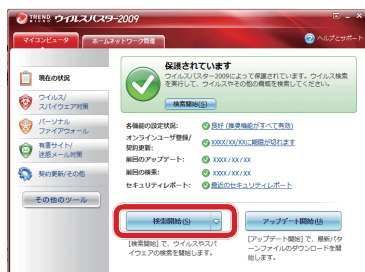 TREND MICRO ウイルスバスター2009
マイコンピュータ
ホームネットワーク管理
ヘルプとサポート
現在の状況
ウイルス/
スパイウェア対策
パーソナル
ファイアウォール
有害サイト/
迷惑メール対策
契約更新/その他
その他のツール
保護されています
ウイルスバスター2009によって保護されています。ウイルス検索
を実行して、ウイルスやその他の脅威を検索してください。
検索開始(S)
各機能の設定状況: 良好 (推奨機能がすべて有効)
オンラインユーザ登録/
契約更新: XXXX/XX/XXに期限が切れます
前回のアップデート: XXXX/XX/XX
前回の検索: XXXX/XX/XX
セキュリティレポート: 最近のセキュリティレポート
検索開始(S)
アップデート開始(U)
[検索開始] で、ウイルスやスパ
イウェアの検索を開始します。
[アップデート開始] で、最新パタ
ーンファイルのダウンロードを開
始します。